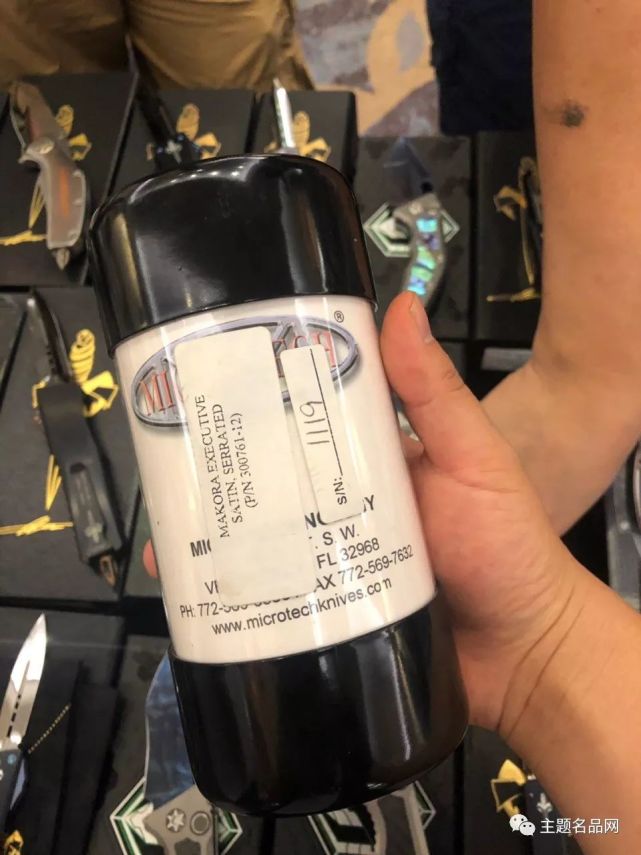 ®
MAKORA EXECUTIVE
SATIN, SERRATED
(P/N 300761-12)
S/N: 1119
S. W.
FL 32968
PH: 772- FAX 772-569-7632
www.microtechknives.com
主题名品网